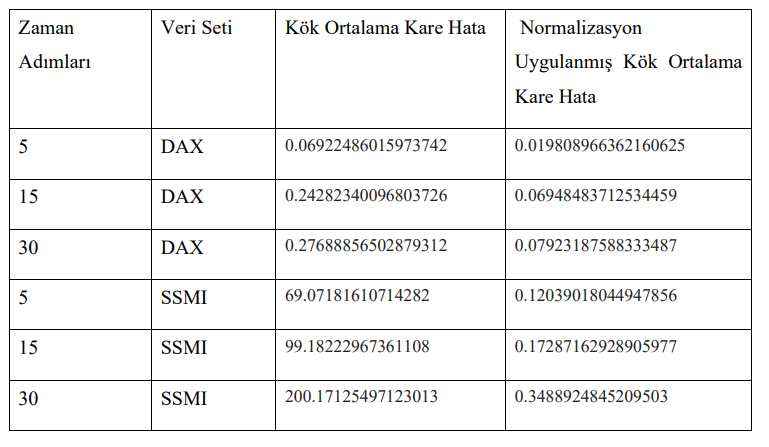 Zaman Adımları Veri Seti Kök Ortalama Kare Hata Normalizasyon Uygulanmış Kök Ortalama Kare Hata
5 DAX 0.06922486015973742 0.019808966362160625
15 DAX 0.24282340096803726 0.06948483712534459
30 DAX 0.27688856502879312 0.07923187588333487
5 SSMI 69.07181610714282 0.12039018044947856
15 SSMI 99.18222967361108 0.17287162928905977
30 SSMI 200.17125497123013 0.3488924845209503